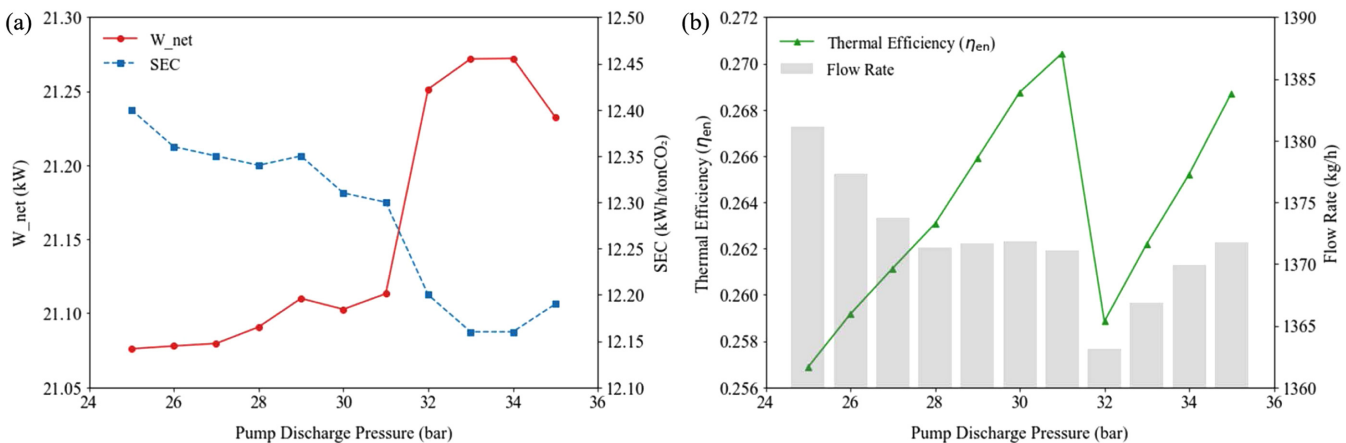 (a)
W_net
SEC
21.30
21.25
21.20
21.15
21.10
21.05
W_net (kW)
12.50
12.45
12.40
12.35
12.30
12.25
12.20
12.15
12.10
SEC (kWh/tonCO₂)
24 26 28 30 32 34 36
Pump Discharge Pressure (bar)
(b)
Thermal Efficiency (ηen)
Flow Rate
0.272
0.270
0.268
0.266
0.264
0.262
0.260
0.258
0.256
Thermal Efficiency (ηen)
1390
1385
1380
1375
1370
1365
1360
Flow Rate (kg/h)
24 26 28 30 32 34 36
Pump Discharge Pressure (bar)